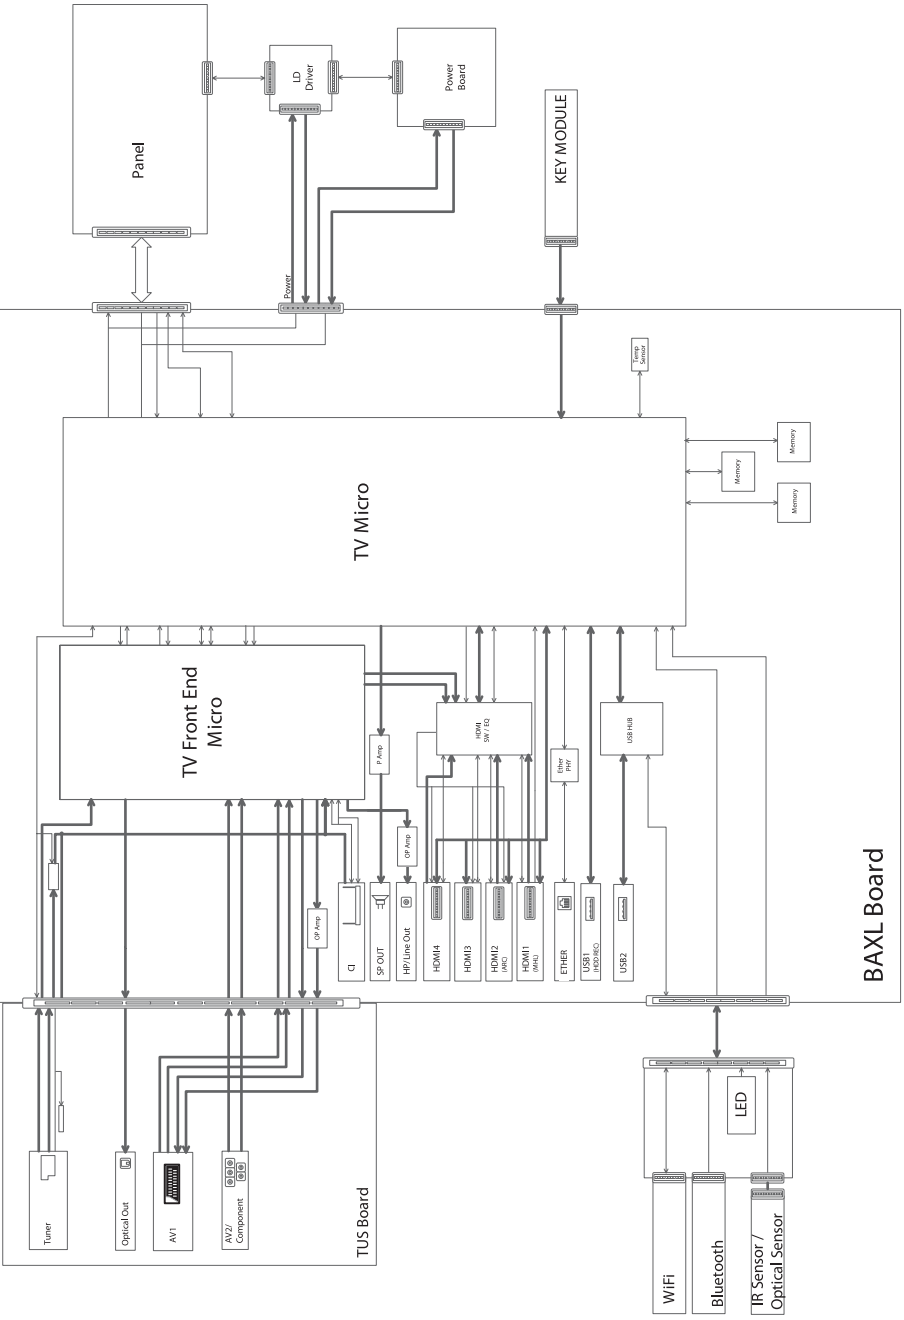 Panel
LD
Driver
Power
Board
KEY MODULE
Power
Temp
Sensor
Memory
Memory
Memory
TV Micro
TV Front End
Micro
P Amp
HDMI
SW / EQ
Ether
PHY
USB HUB
OP Amp
OP Amp
CI
SP OUT
HP/Line Out
HDMI4
HDMI3
HDMI2
(ARC)
HDMI1
(MHL)
ETHER
USB1
(HDD REC)
USB2
BAXL Board
Tuner
Optical Out
AV1
AV2/
Component
TUS Board
LED
WiFi
Bluetooth
IR Sensor /
Optical Sensor